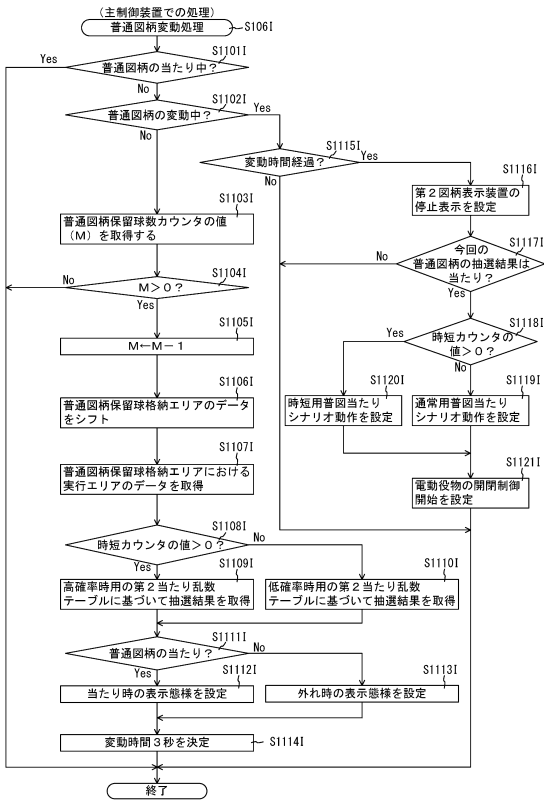 （主制御装置での処理）
普通図柄変動処理
S106I
S1101I
普通図柄の当たり中？
Yes
No
S1102I
普通図柄の変動中？
Yes
No
S1115I
変動時間経過？
Yes
No
S1116I
第２図柄表示装置の
停止表示を設定
S1117I
今回の
普通図柄の抽選結果は
当たり？
No
Yes
S1118I
時短カウンタの
値＞０？
Yes
No
S1120I
時短用普図当たり
シナリオ動作を設定
S1119I
通常用普図当たり
シナリオ動作を設定
S1121I
電動役物の開閉制御
開始を設定
S1103I
普通図柄保留球数カウンタの値
（Ｍ）を取得する
S1104I
Ｍ＞０？
No
Yes
S1105I
Ｍ←Ｍ－１
S1106I
普通図柄保留球格納エリアのデータ
をシフト
S1107I
普通図柄保留球格納エリアにおける
実行エリアのデータを取得
S1108I
時短カウンタの値＞０？
No
Yes
S1109I
高確率時用の第２当たり乱数
テーブルに基づいて抽選結果を取得
S1110I
低確率時用の第２当たり乱数
テーブルに基づいて抽選結果を取得
S1111I
普通図柄の当たり？
No
Yes
S1112I
当たり時の表示態様を設定
S1113I
外れ時の表示態様を設定
変動時間３秒を決定
S1114I
終了